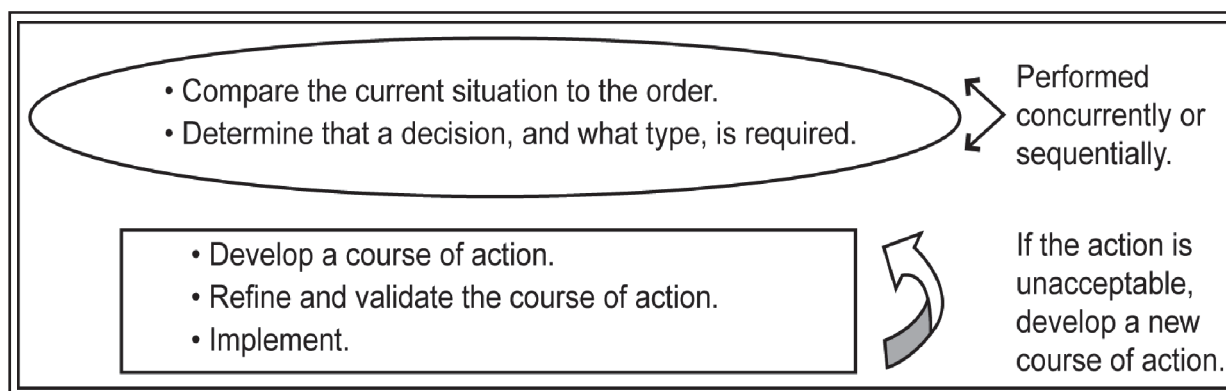 • Compare the current situation to the order.
• Determine that a decision, and what type, is required.
Performed
concurrently or
sequentially.
• Develop a course of action.
• Refine and validate the course of action.
• Implement.
If the action is
unacceptable,
develop a new
course of action.